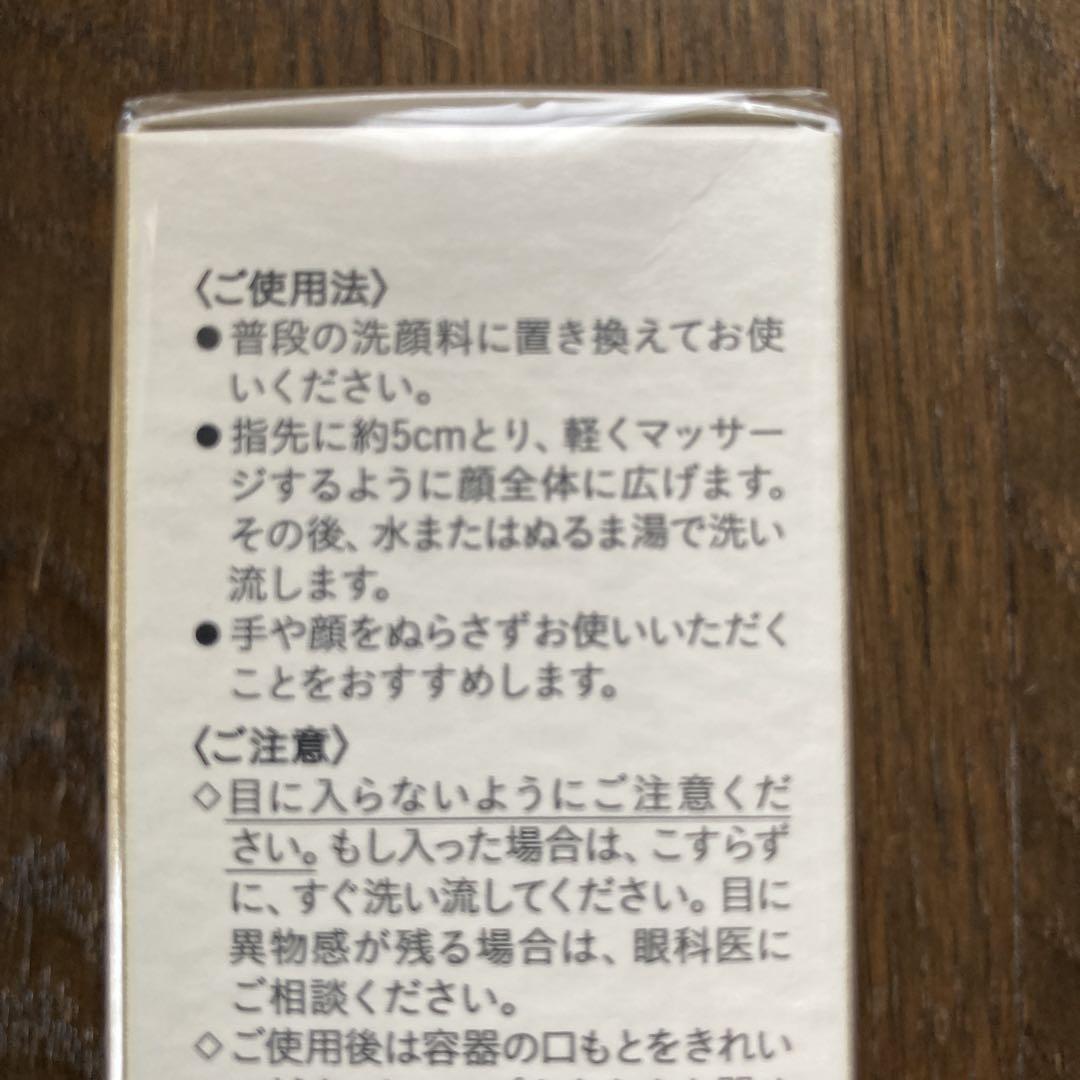 〈ご使用法〉
●普段の洗顔料に置き換えてお使
いください。
●指先に約5cmとり、軽くマッサー
ジするように顔全体に広げます。
その後、水またはぬるま湯で洗い
流します。
●手や顔をぬらさずお使いいただく
ことをおすすめします。
〈ご注意〉
◇目に入らないようにご注意くだ
さい。もし入った場合は、こすらず
に、すぐ洗い流してください。目に
異物感が残る場合は、眼科医に
ご相談ください。
◇ご使用後は容器の口もとをきれい